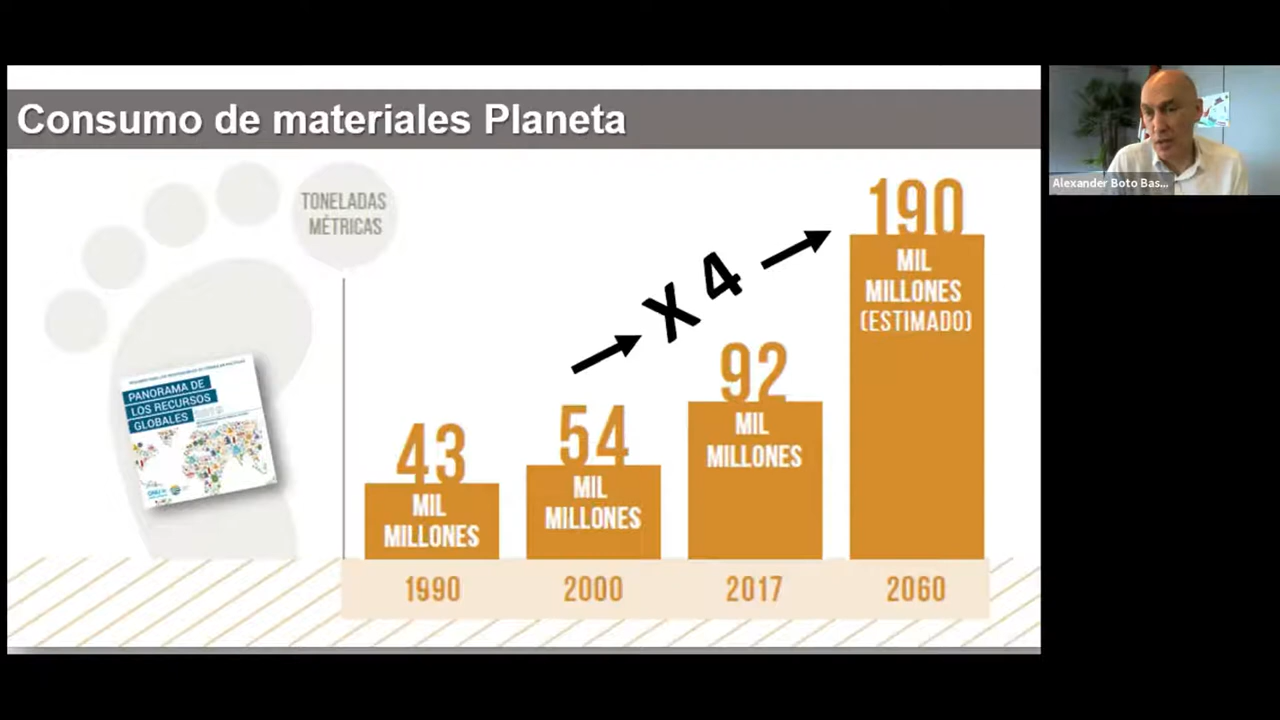 Consumo de materiales Planeta
TONELADAS
MÉTRICAS
PANORAMA DE
LOS RECURSOS
GLOBALES
X 4
43
MIL
MILLONES
1990
54
MIL
MILLONES
2000
92
MIL
MILLONES
2017
190
MIL
MILLONES
(ESTIMADO)
2060
Alexander Boto Bas...